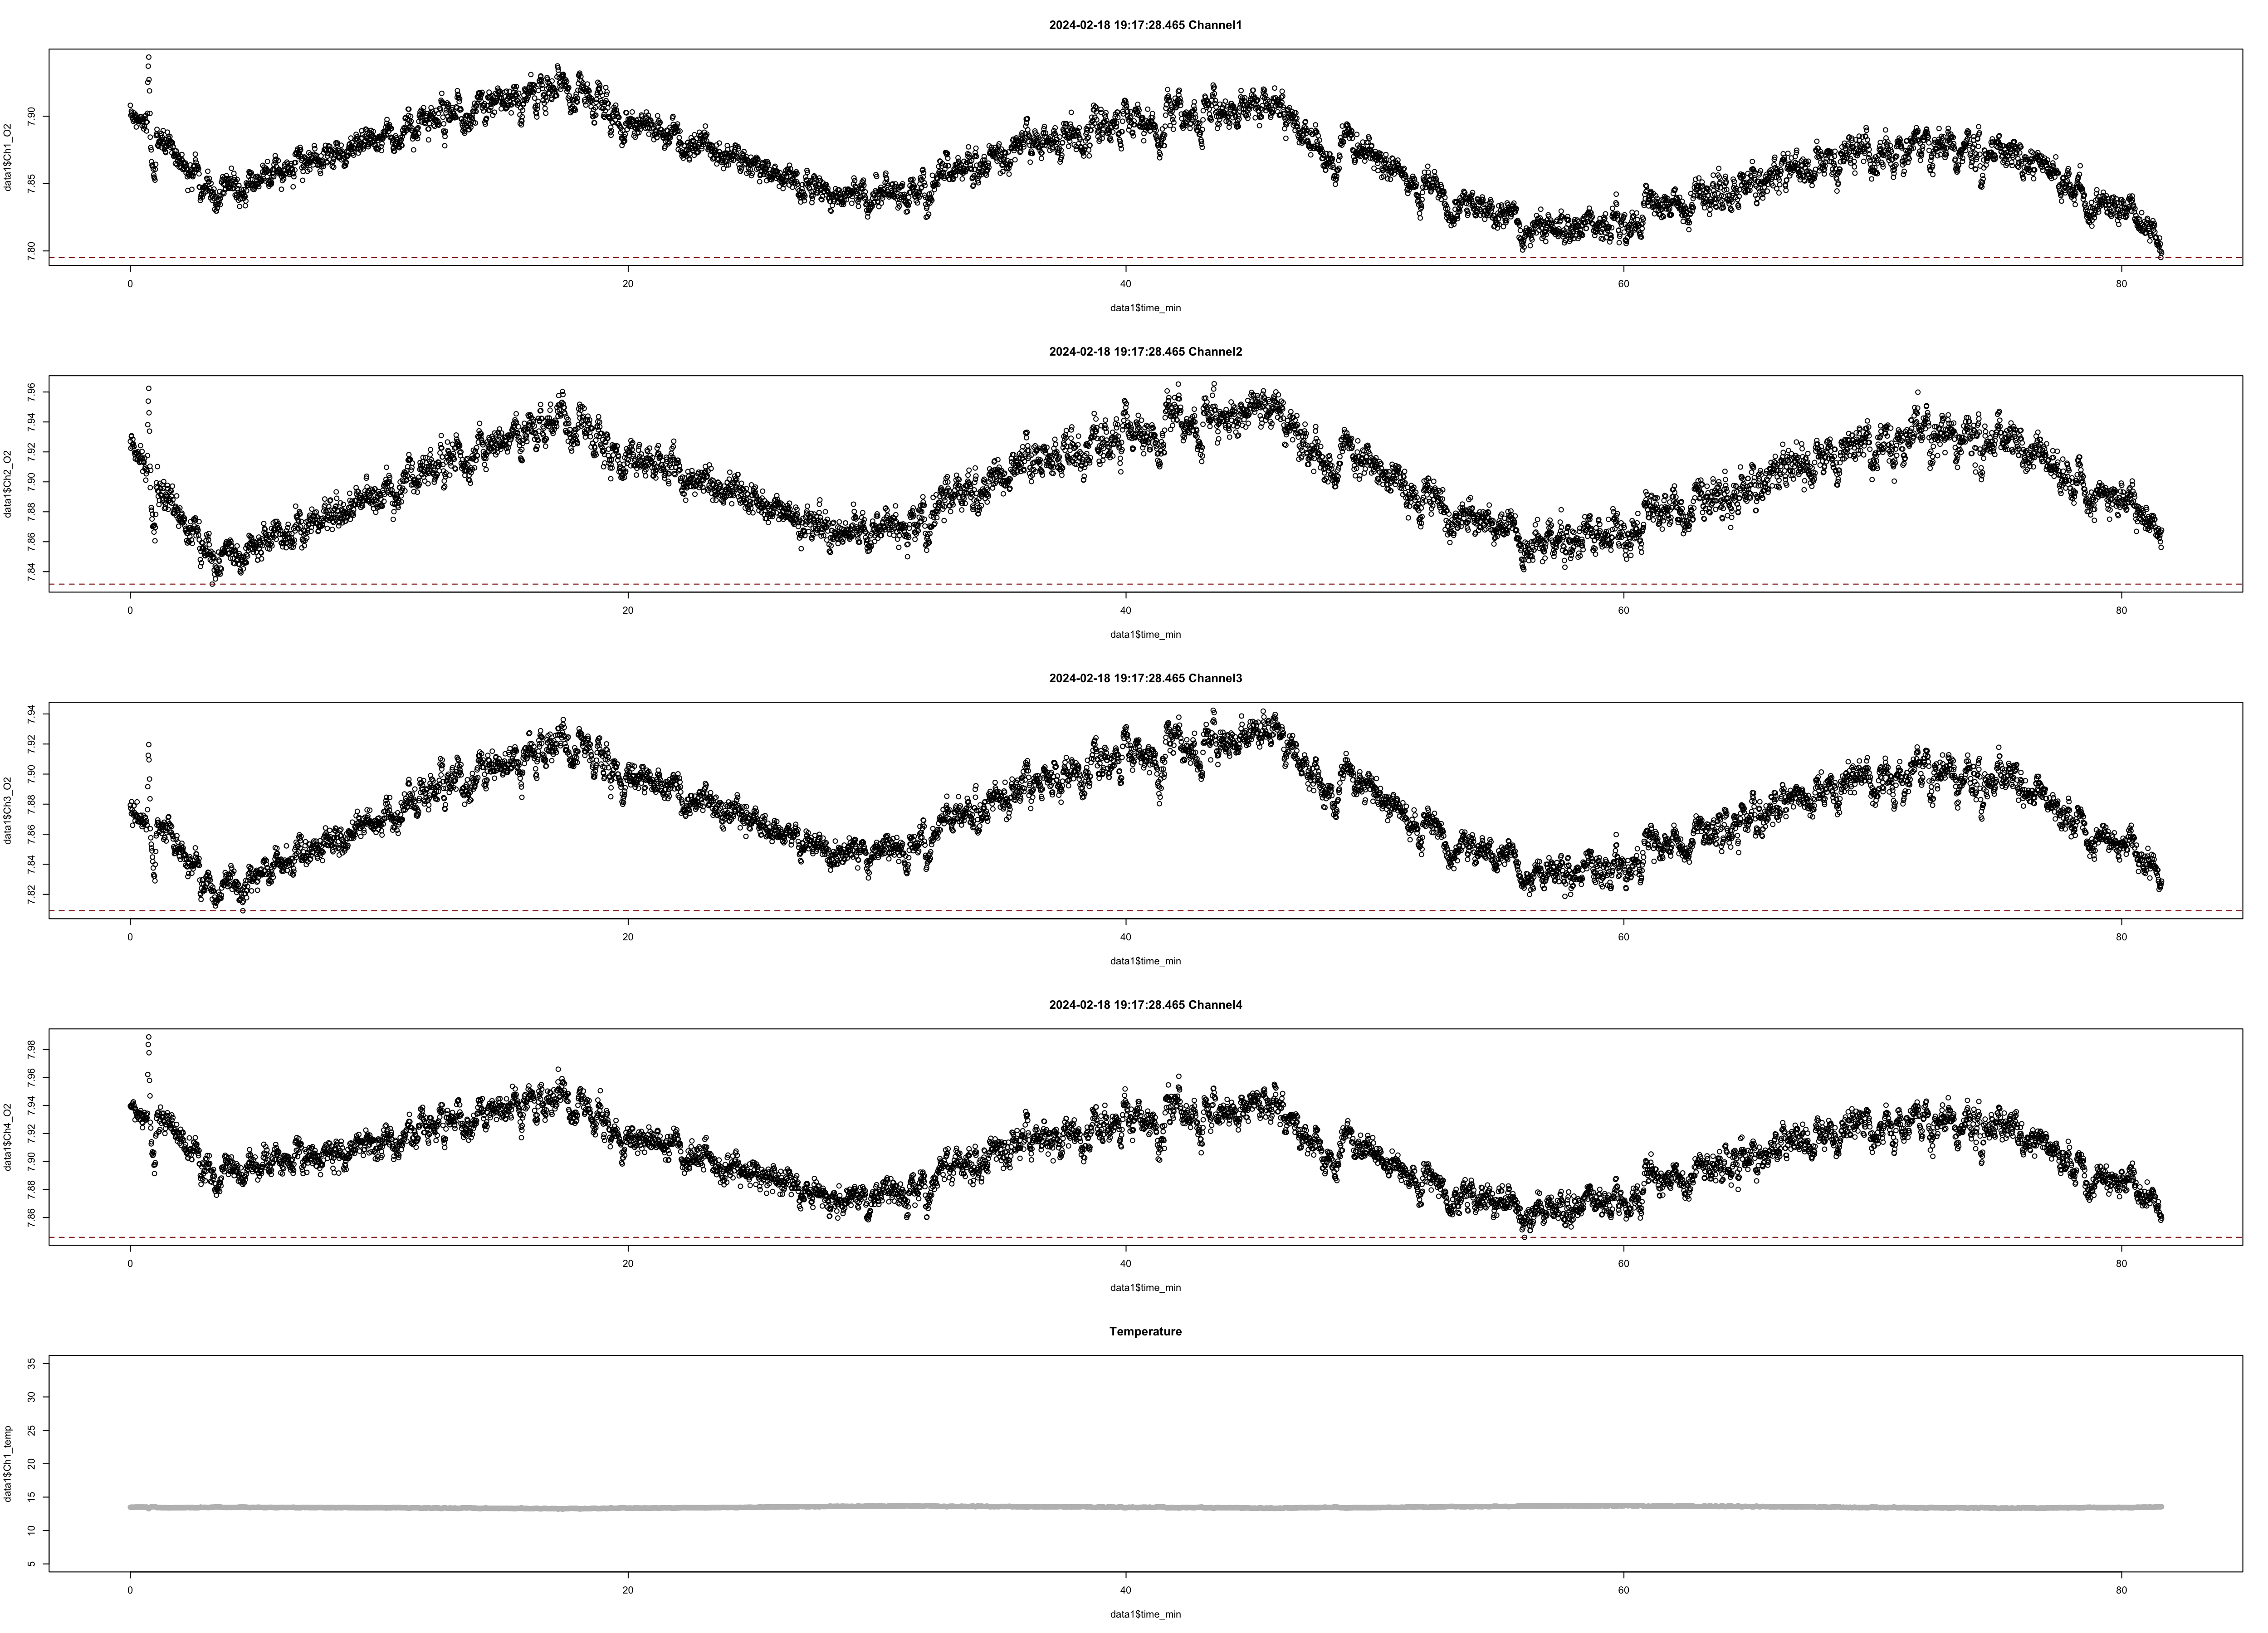 2024-02-18 19:17:28.465 Channel1
data1$Ch1_O2
7.90
7.85
7.80
0 20 40 60 80
data1$time_min
2024-02-18 19:17:28.465 Channel2
data1$Ch2_O2
7.96
7.94
7.92
7.90
7.88
7.86
7.84
0 20 40 60 80
data1$time_min
2024-02-18 19:17:28.465 Channel3
data1$Ch3_O2
7.94
7.92
7.90
7.88
7.86
7.84
7.82
0 20 40 60 80
data1$time_min
2024-02-18 19:17:28.465 Channel4
data1$Ch4_O2
7.98
7.96
7.94
7.92
7.90
7.88
7.86
0 20 40 60 80
data1$time_min
Temperature
data1$Ch1_temp
35
30
25
20
15
10
5
0 20 40 60 80
data1$time_min